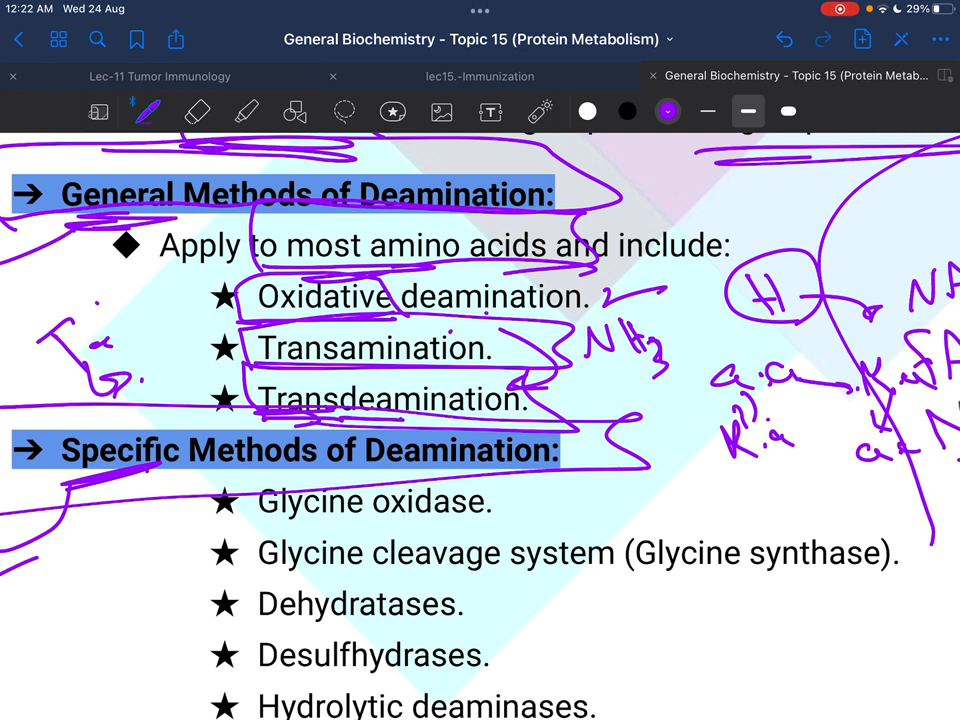 12:22 AM Wed 24 Aug
29%
General Biochemistry - Topic 15 (Protein Metabolism)
Lec-11 Tumor Immunology
lec15.-Immunization
General Biochemistry - Topic 15 (Protein Metab...
→ General Methods of Deamination:
◆ Apply to most amino acids and include:
★ Oxidative deamination.
H
★ Transamination.
NH3
★ Transdeamination.
→ Specific Methods of Deamination:
★ Glycine oxidase.
★ Glycine cleavage system (Glycine synthase).
★ Dehydratases.
★ Desulfhydrases.
★ Hydrolytic deaminases.